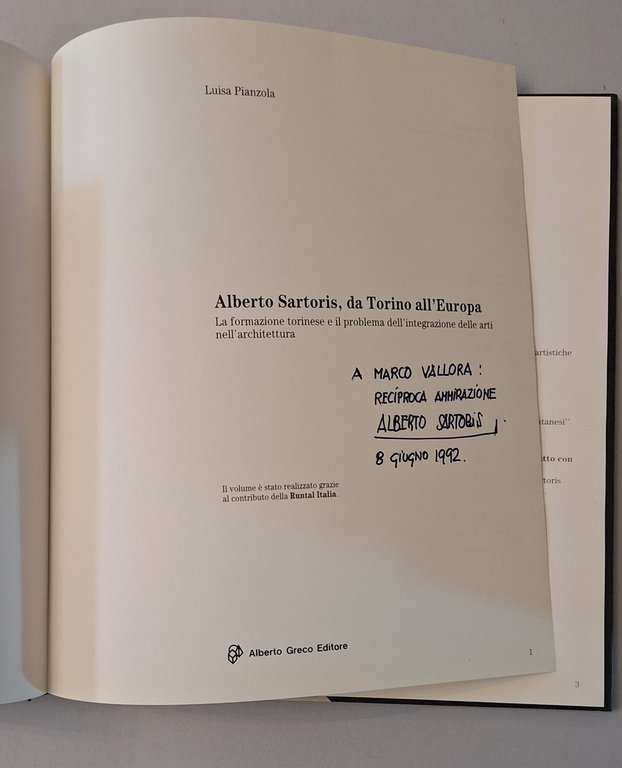 Luisa Pianzola
Alberto Sartoris, da Torino all'Europa
La formazione torinese e il problema dell'integrazione delle arti
nell'architettura
A MARCO VALLORA:
RECÍPROCA AMMIRAZIONE
ALBERTO SARTORIS.
8 GIUGNO 1992.
Il volume è stato realizzato grazie
al contributo della Runtal Italia.
Alberto Greco Editore
1
artistiche
tanesi"
tto con
toris
3